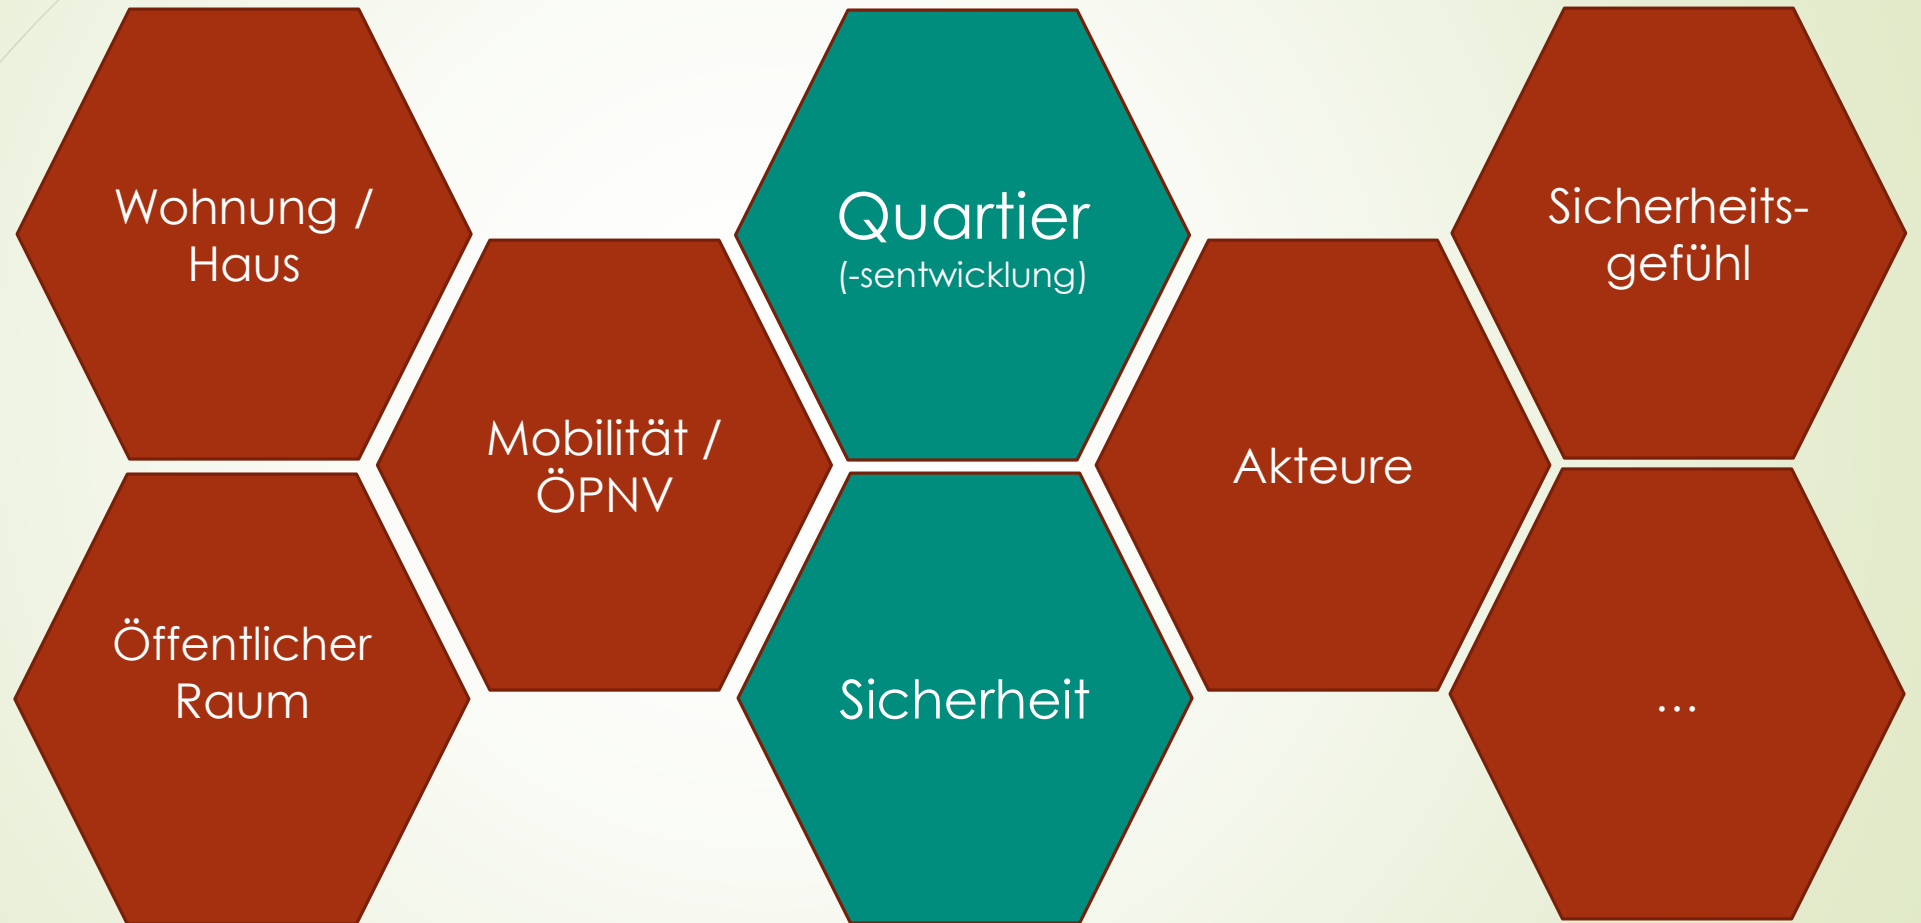 Wohnung /
Haus
Öffentlicher
Raum
Mobilität /
ÖPNV
Quartier
(-sentwicklung)
Sicherheit
Akteure
Sicherheits-
gefühl
...